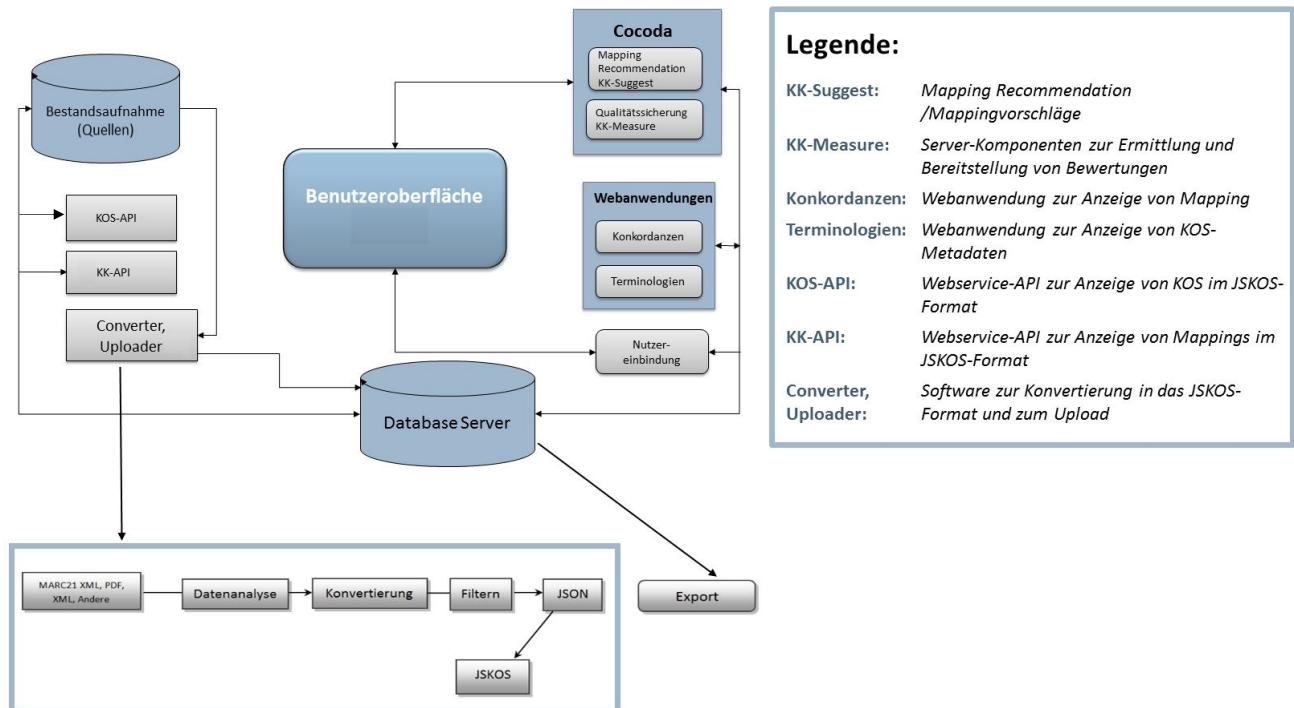 Bestandsaufnahme
(Quellen)
KOS-API
KK-API
Converter,
Uploader
Benutzeroberfläche
Cocoda
Mapping
Recommendation
KK-Suggest
Qualitätssicherung
KK-Measure
Webanwendungen
Konkordanzen
Terminologien
Nutzer-
einbindung
Database Server
MARC21 XML, PDF,
XML, Andere
Datenanalyse
Konvertierung
Filtern
JSON
JSKOS
Export
Legende:
KK-Suggest: Mapping Recommendation
/Mappingvorschläge
KK-Measure: Server-Komponenten zur Ermittlung und
Bereitstellung von Bewertungen
Konkordanzen: Webanwendung zur Anzeige von Mapping
Terminologien: Webanwendung zur Anzeige von KOS-
Metadaten
KOS-API: Webservice-API zur Anzeige von KOS im JSKOS-
Format
KK-API: Webservice-API zur Anzeige von Mappings im
JSKOS-Format
Converter, Software zur Konvertierung in das JSKOS-
Uploader: Format und zum Upload